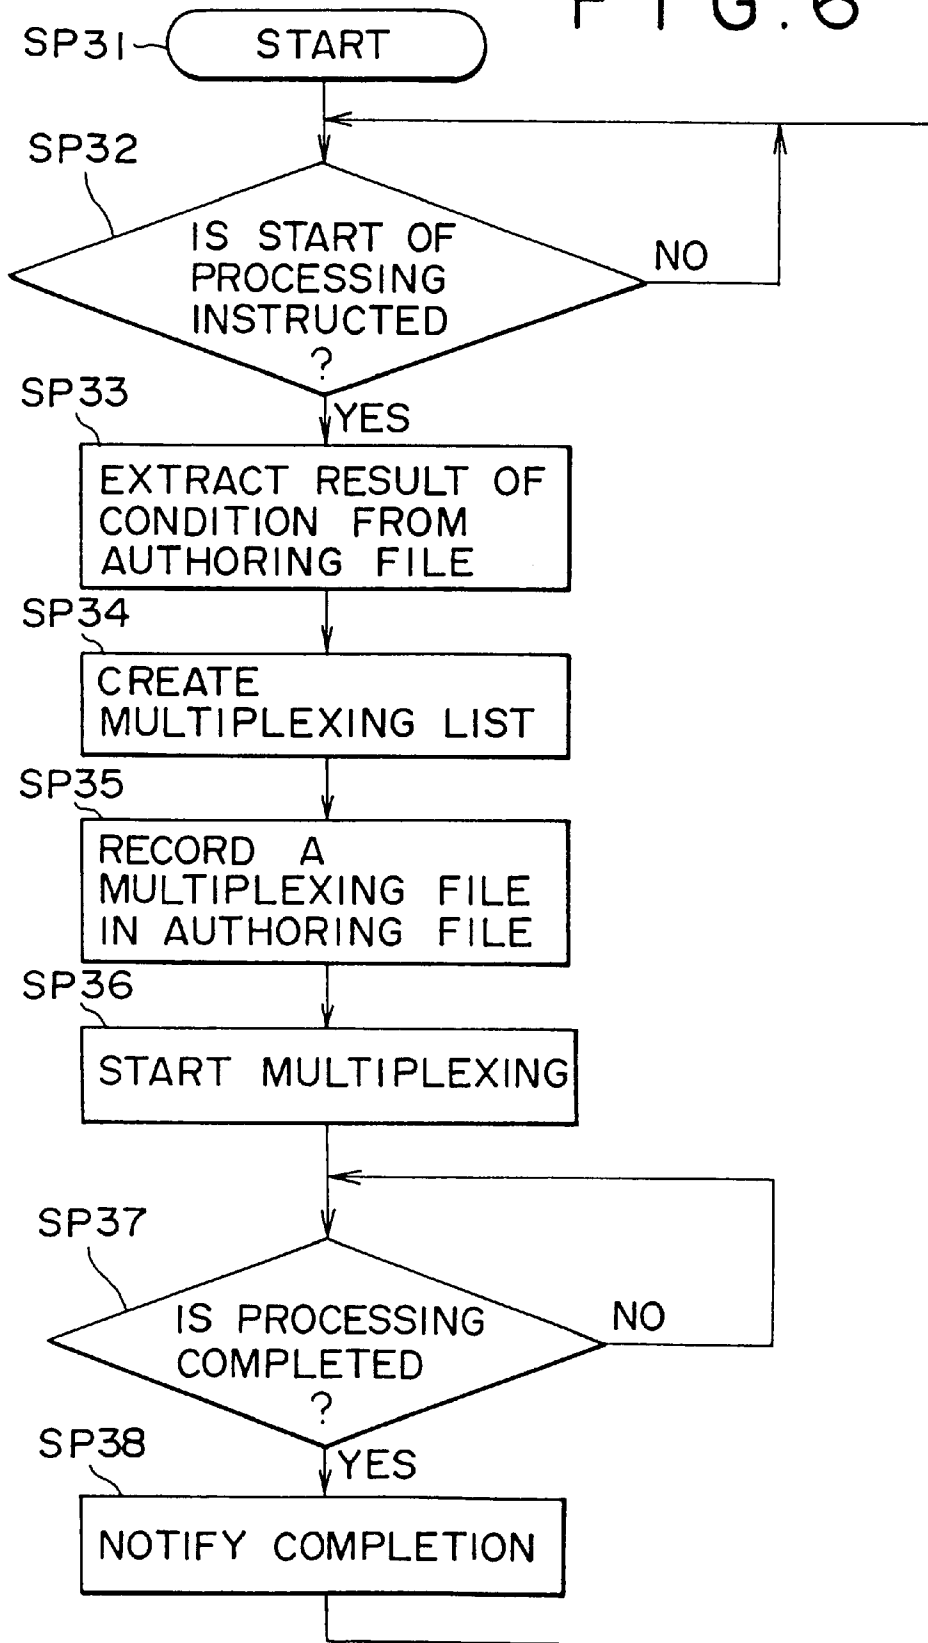 FIG.6
SP31
START
SP32
IS START OF
PROCESSING
INSTRUCTED
?
NO
YES
SP33
EXTRACT RESULT OF
CONDITION FROM
AUTHORING FILE
SP34
CREATE
MULTIPLEXING LIST
SP35
RECORD A
MULTIPLEXING FILE
IN AUTHORING FILE
SP36
START MULTIPLEXING
SP37
IS PROCESSING
COMPLETED
?
NO
YES
SP38
NOTIFY COMPLETION